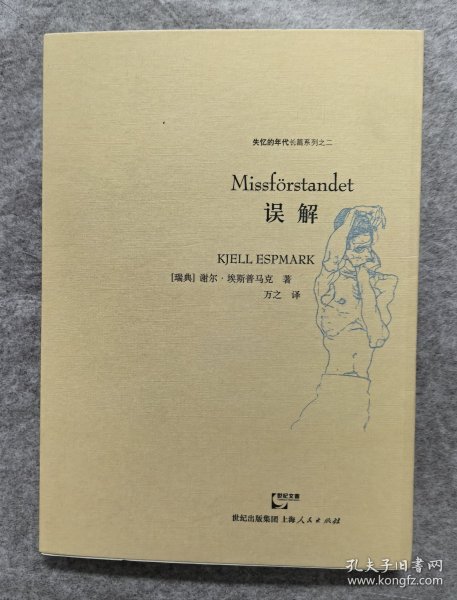 失忆的年代长篇系列之二
Missförstandet
误解
KJELL ESPMARK
[瑞典] 谢尔·埃斯普马克 著
万之 译
世纪文睿
世纪出版集团 上海人民出版社
孔夫子旧书网
www.kongfz.com